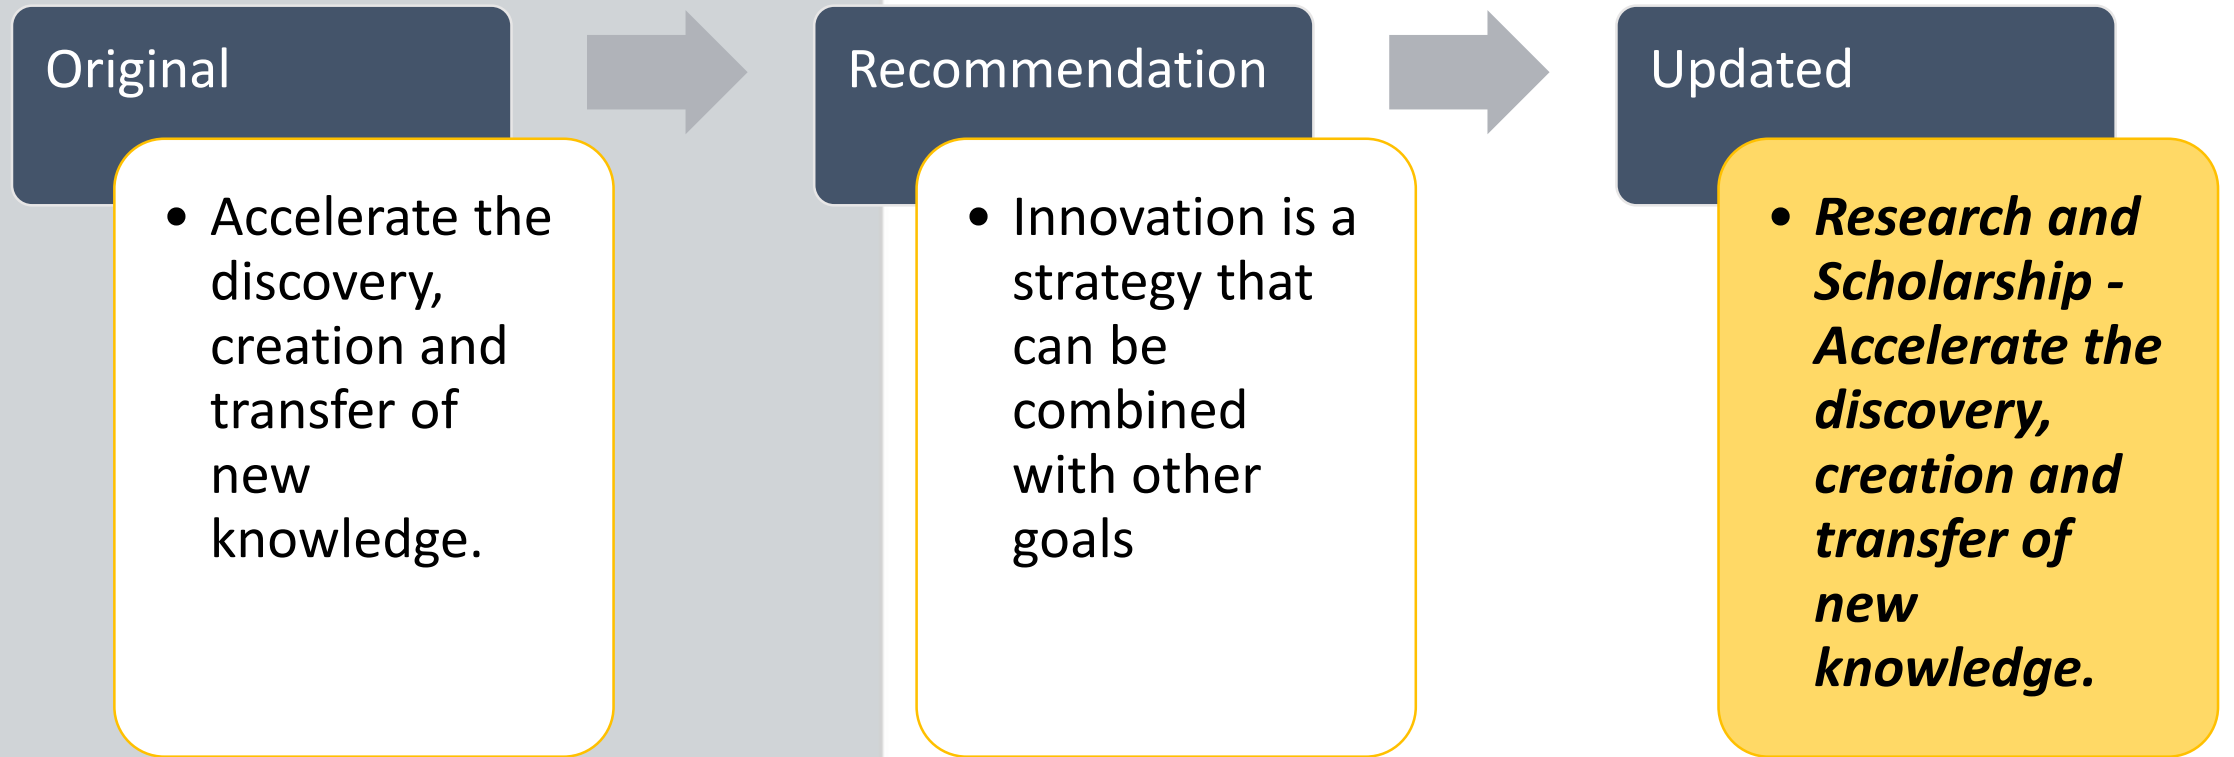 Original
• Accelerate the
discovery,
creation and
transfer of
new
knowledge.
Recommendation
• Innovation is a
strategy that
can be
combined
with other
goals
Updated
• Research and
Scholarship -
Accelerate the
discovery,
creation and
transfer of
new
knowledge.